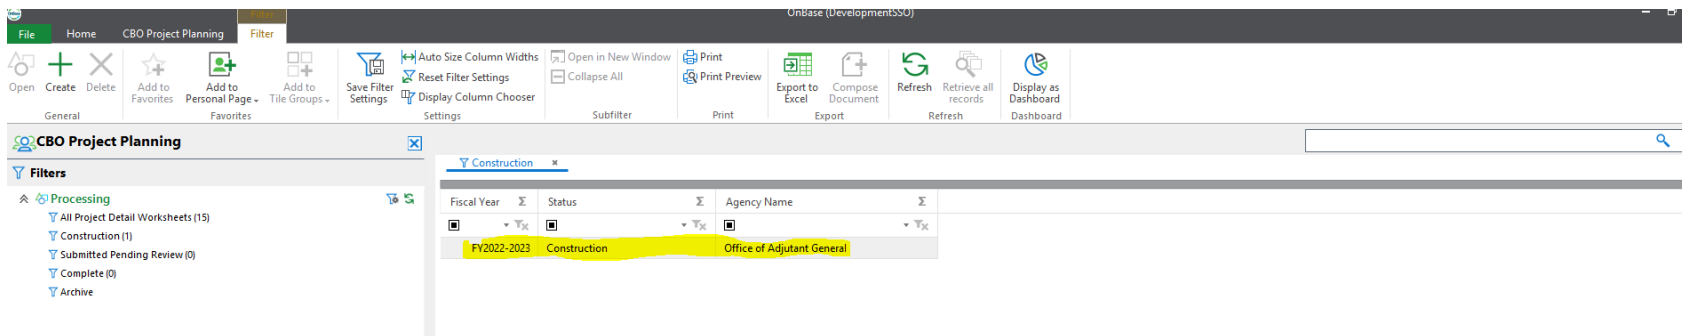 OnBase (DevelopmentSSO)
Filter
File Home CBO Project Planning Filter
Open Create Delete
General
Add to Favorites
Add to Personal Page
Add to Tile Groups
Favorites
Save Filter Settings
Auto Size Column Widths
Reset Filter Settings
Display Column Chooser
Settings
Open in New Window
Collapse All
Subfilter
Print
Print Preview
Print
Export to Excel
Compose Document
Export
Refresh
Retrieve all records
Refresh
Display as Dashboard
Dashboard
CBO Project Planning
Filters
Processing
All Project Detail Worksheets (15)
Construction (1)
Submitted Pending Review (0)
Complete (0)
Archive
Construction
Fiscal Year Σ Status Σ Agency Name Σ
FY2022-2023 Construction Office of Adjutant General